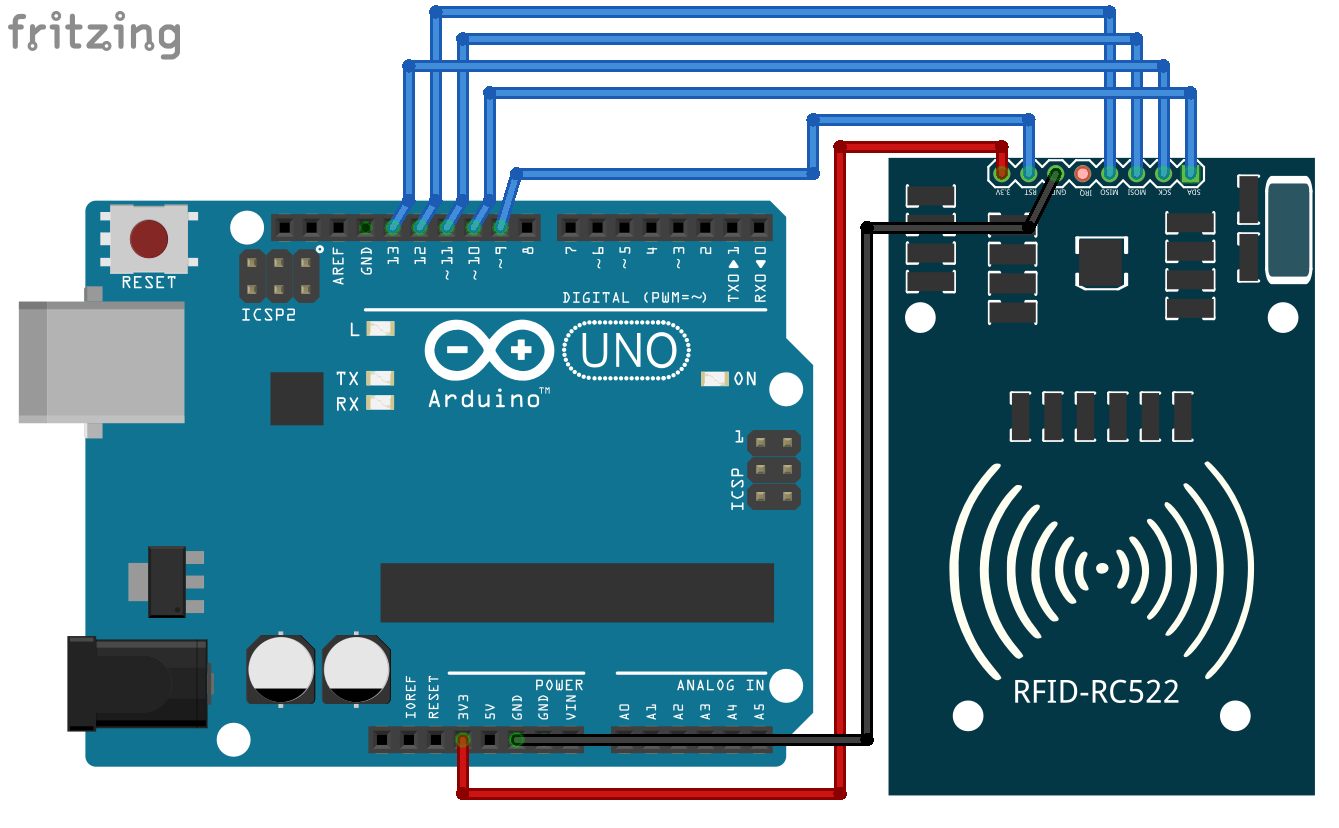 fritzing
3.3V
RST
GND
IRQ
MISO
MOSI
SCK
SDA
RESET
ICSP2
AREF
GND
13
12
~11
~10
~9
8
7
~6
~5
4
~3
2
TX0▶1
RX0◀0
DIGITAL (PWM=~)
L
TX
RX
Arduino™
UNO
ON
1
ICSP
IOREF
RESET
3V3
5V
GND
GND
VIN
POWER
ANALOG IN
A0
A1
A2
A3
A4
A5
RFID-RC522